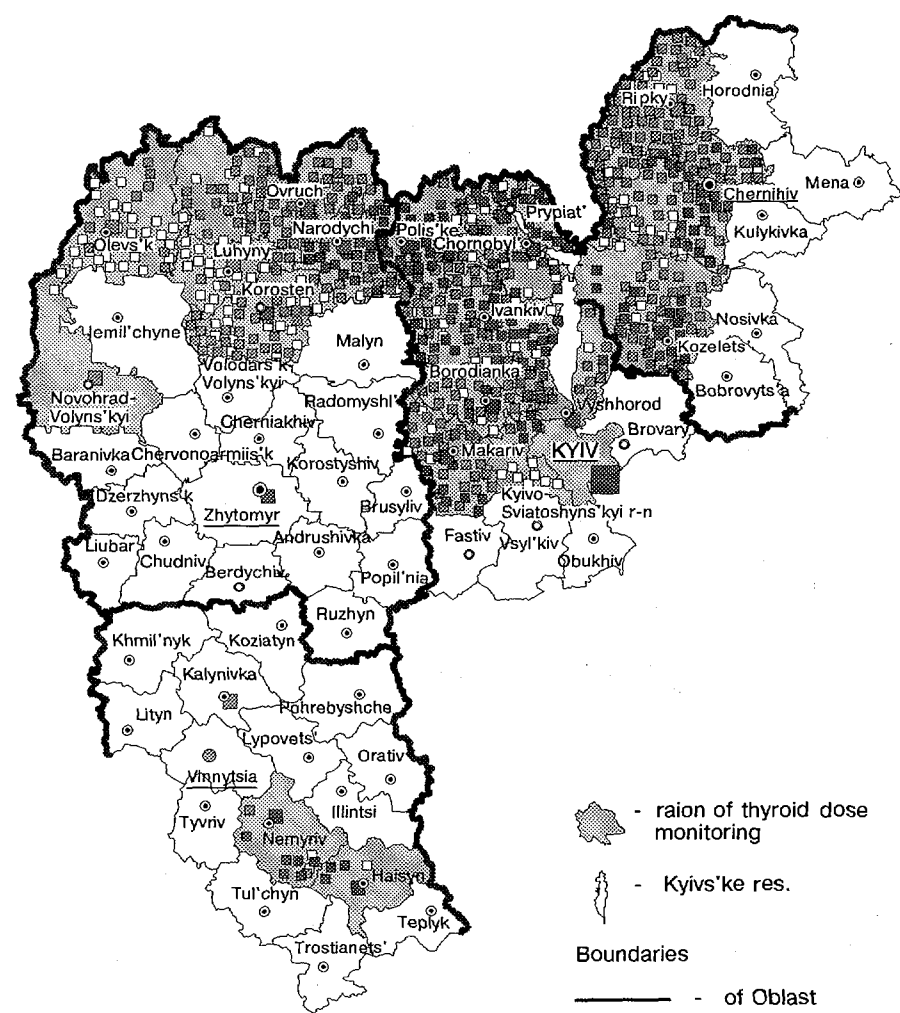 Horodnia
Ripky
Chernihiv
Mena
Kulykivka
Ovruch
Prypiat'
Narodychi
Polis'ke
Chornobyl'
Olevs'k
Luhyny
Korosten
Ivankiv
Nosivka
Jemil'chyne
Malyn
Kozelets'
Volodars'k-
Volyns'kyi
Borodianka
Bobrovyts'a
Novohrad-
Volyns'kyi
Radomyshl'
Vyshhorod
Cherniakhiv
Brovary
Baranivka
Chervonoarmiis'k
KYIV
Makariv
Korostyshiv
Dzerzhyns'k
Brusyliv
Kyivo-
Sviatoshyns'kyi r-n
Zhytomyr
Andrushivka
Fastiv
Vsyl'kiv
Liubar
Chudniv
Obukhiv
Berdychiv
Popil'nia
Ruzhyn
Khmil'nyk
Koziatyn
Kalynivka
Pohrebyshche
Lityn
Lypovets'
Orativ
Vinnytsia
Illintsi
Tyvriv
Nemyriv
Haisyn
Tul'chyn
Teplyk
Trostianets'
- raion of thyroid dose
monitoring
- Kyivs'ke res.
Boundaries
- of Oblast